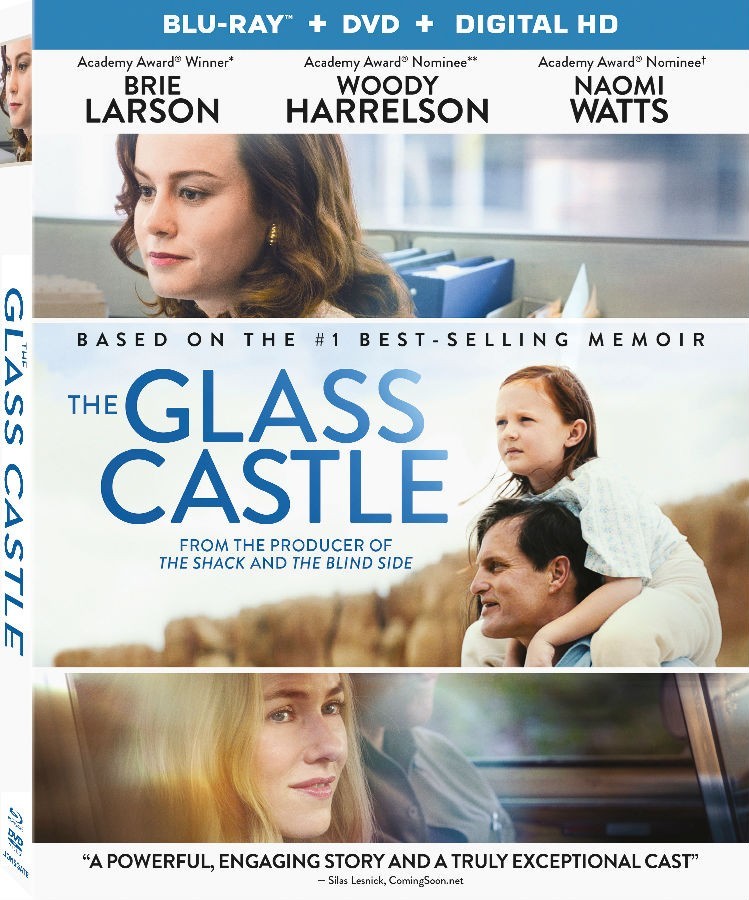 BLU-RAY™ + DVD + DIGITAL HD
Academy Award® Winner*
BRIE
LARSON
Academy Award® Nominee**
WOODY
HARRELSON
Academy Award® Nominee†
NAOMI
WATTS
BASED ON THE #1 BEST-SELLING MEMOIR
THE GLASS
CASTLE
FROM THE PRODUCER OF
THE SHACK AND THE BLIND SIDE
"A POWERFUL, ENGAGING STORY AND A TRULY EXCEPTIONAL CAST"
– Silas Lesnick, ComingSoon.net
THE GLASS CASTLE
DVD